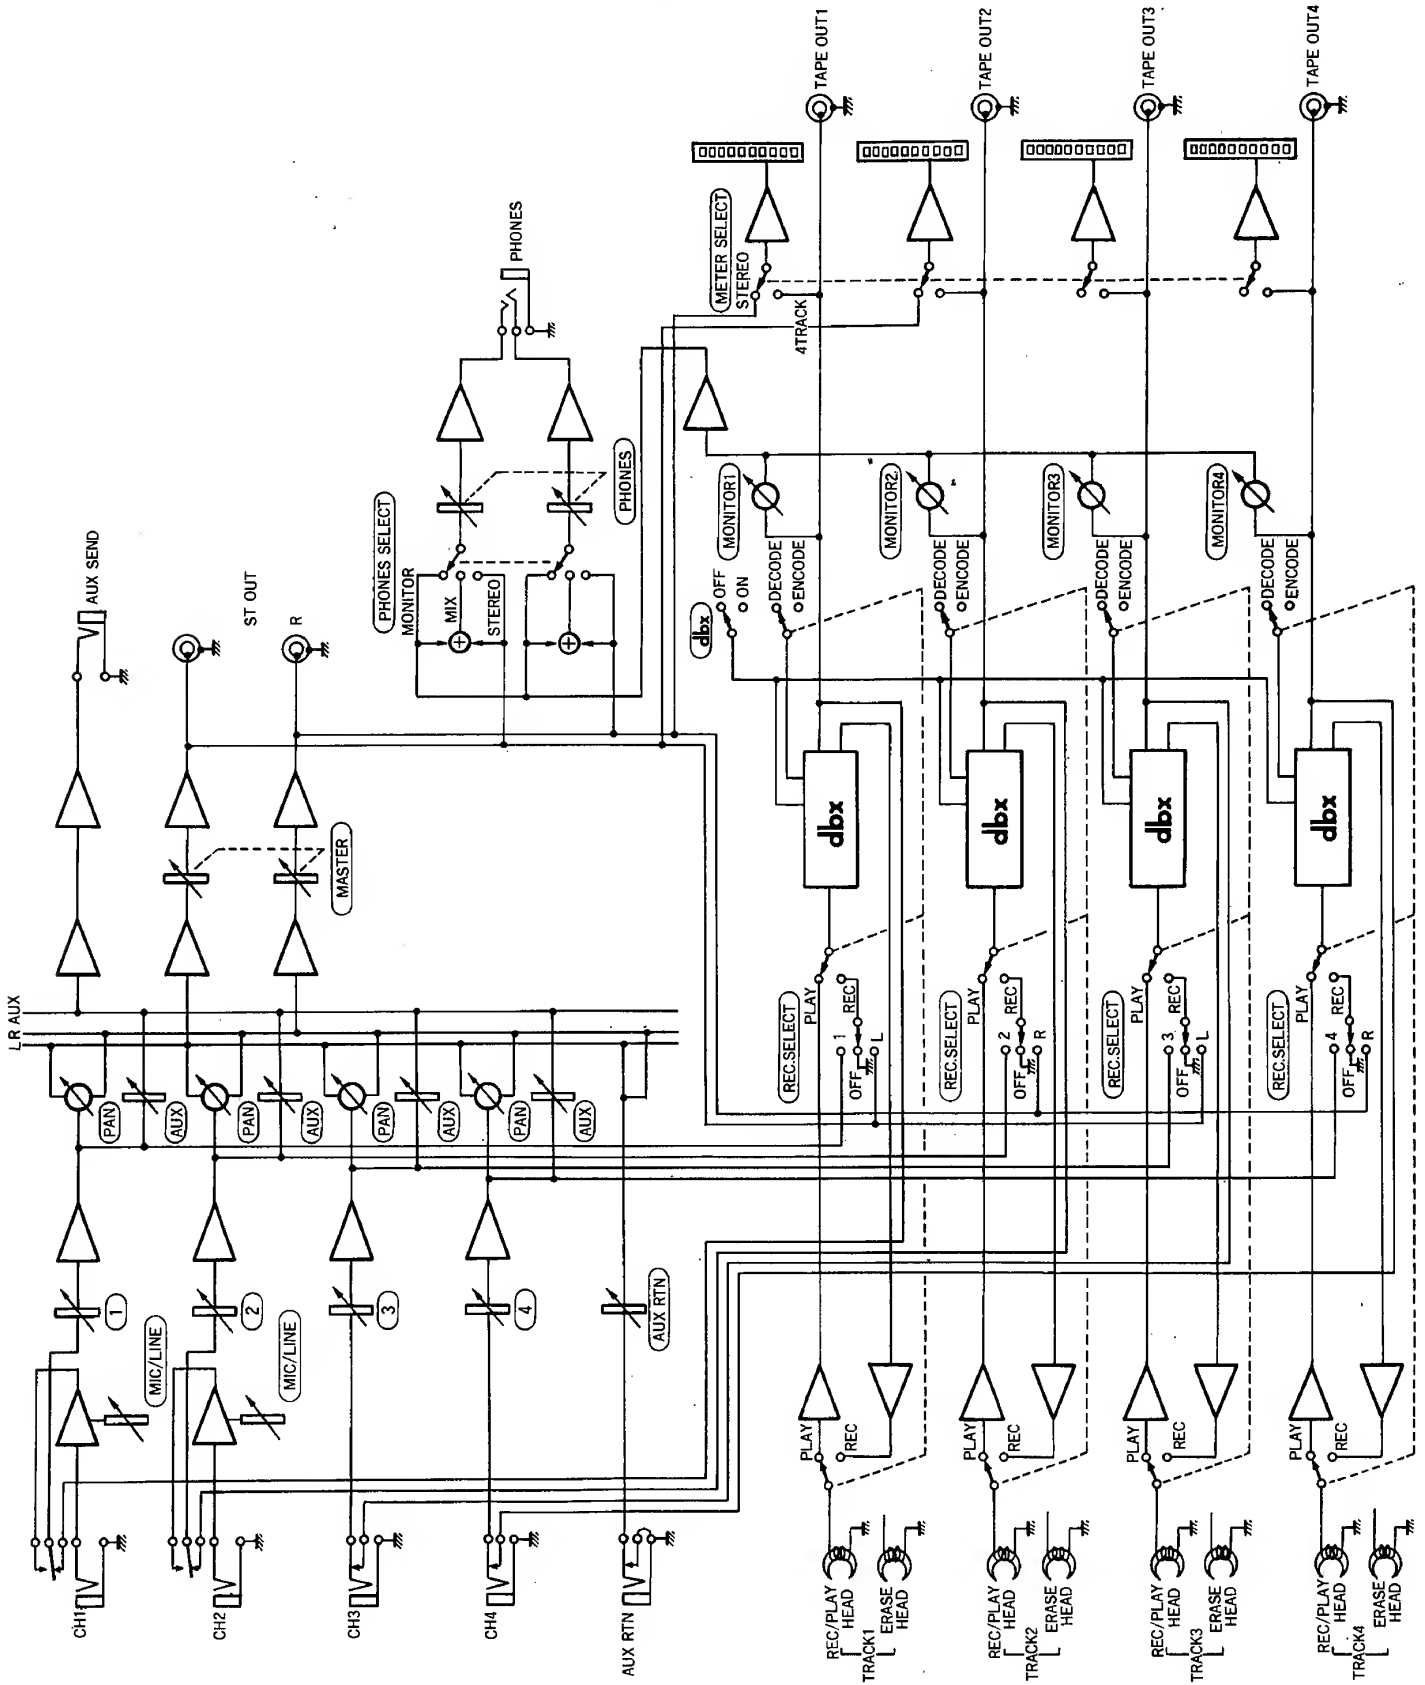 TAPE OUT1
TAPE OUT2
TAPE OUT3
TAPE OUT4
METER SELECT
STEREO
4TRACK
PHONES
PHONES SELECT
MONITOR
MIX
STEREO
PHONES
AUX SEND
ST OUT
R
MASTER
MONITOR1
MONITOR2
MONITOR3
MONITOR4
dbx
OFF
ON
DECODE
ENCODE
DECODE
ENCODE
DECODE
ENCODE
DECODE
ENCODE
dbx
dbx
dbx
dbx
L R AUX
PAN
AUX
PAN
AUX
PAN
AUX
PAN
AUX
REC.SELECT
PLAY
REC
1
OFF
L
REC.SELECT
PLAY
REC
2
OFF
R
REC.SELECT
PLAY
REC
3
OFF
L
REC.SELECT
PLAY
REC
4
OFF
R
1
2
3
4
AUX RTN
MIC/LINE
MIC/LINE
PLAY
REC
PLAY
REC
PLAY
REC
PLAY
REC
CH1
CH2
CH3
CH4
AUX RTN
REC/PLAY
HEAD
ERASE
HEAD
TRACK1
REC/PLAY
HEAD
ERASE
HEAD
TRACK2
REC/PLAY
HEAD
ERASE
HEAD
TRACK3
REC/PLAY
HEAD
ERASE
HEAD
TRACK4